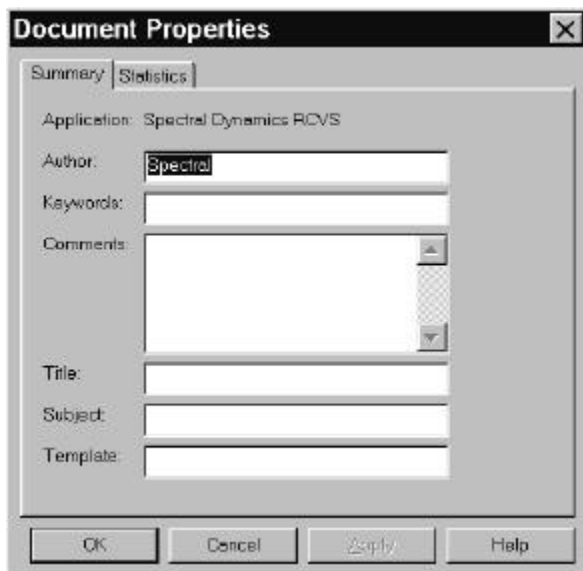 Document Properties
Summary Statistics
Application: Spectral Dynamics RCVS
Author: Spectral
Keywords:
Comments:
Title:
Subject:
Template:
OK Cancel Apply Help